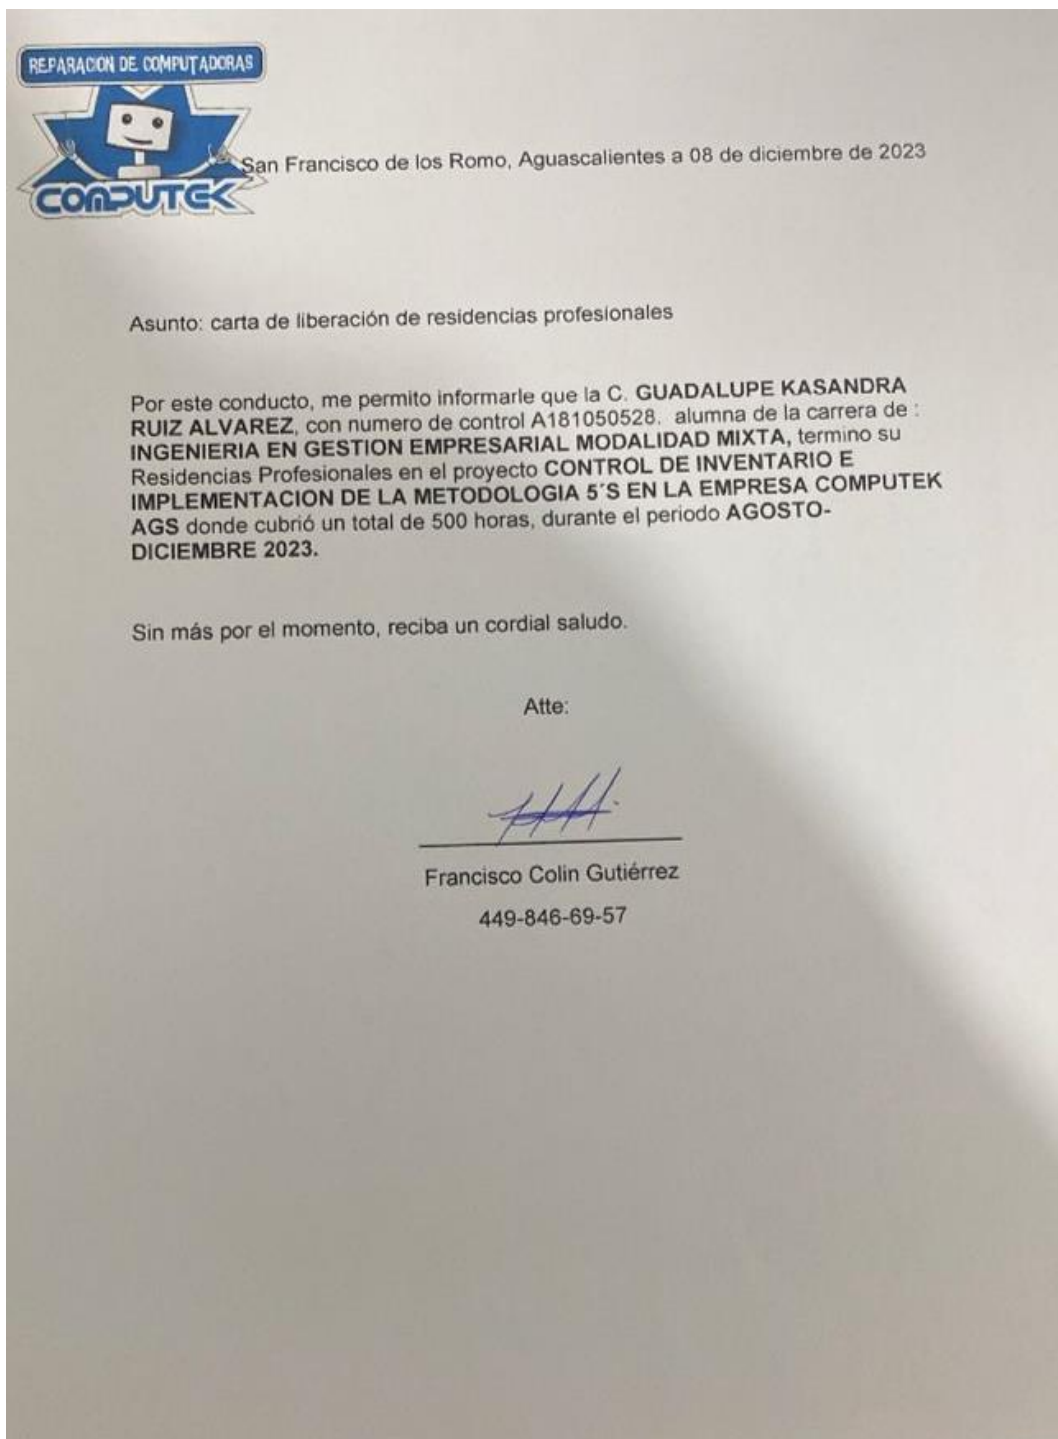 REPARACION DE COMPUTADORAS
COMPUTEK
San Francisco de los Romo, Aguascalientes a 08 de diciembre de 2023
Asunto: carta de liberación de residencias profesionales
Por este conducto, me permito informarle que la C. GUADALUPE KASANDRA
RUIZ ALVAREZ, con numero de control A181050528. alumna de la carrera de :
INGENIERIA EN GESTION EMPRESARIAL MODALIDAD MIXTA, termino su
Residencias Profesionales en el proyecto CONTROL DE INVENTARIO E
IMPLEMENTACION DE LA METODOLOGIA 5´S EN LA EMPRESA COMPUTEK
AGS donde cubrió un total de 500 horas, durante el periodo AGOSTO-
DICIEMBRE 2023.
Sin más por el momento, reciba un cordial saludo.
Atte:
Francisco Colin Gutiérrez
449-846-69-57